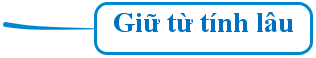 Giữ từ tính lâu